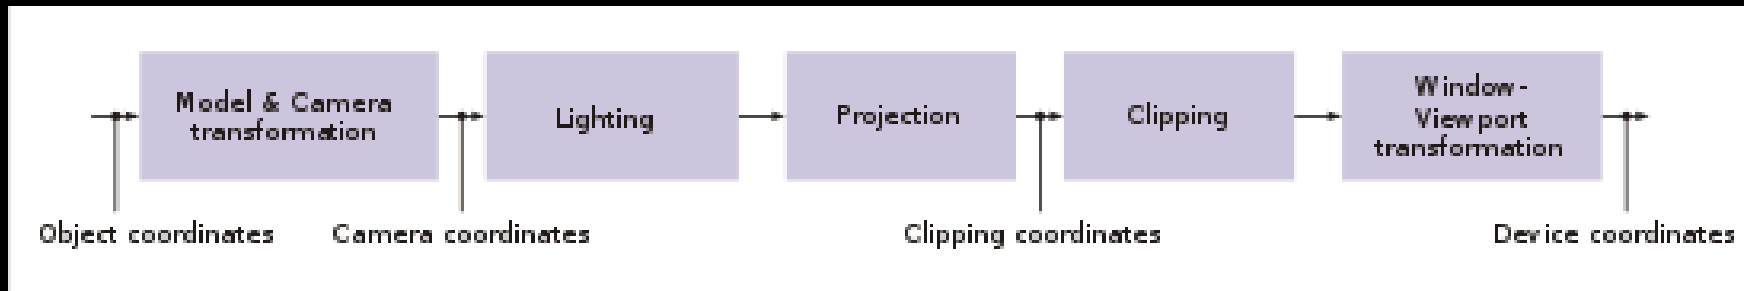 Model & Camera
transformation
Lighting
Projection
Clipping
Window-
Viewport
transformation
Object coordinates
Camera coordinates
Clipping coordinates
Device coordinates